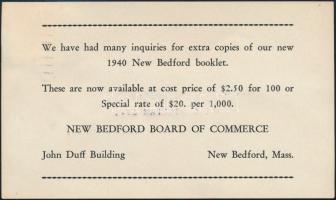 We have had many inquiries for extra copies of our new
1940 New Bedford booklet.
These are now available at cost price of $2.50 for 100 or
Special rate of $20. per 1,000.
NEW BEDFORD BOARD OF COMMERCE
John Duff Building New Bedford, Mass.